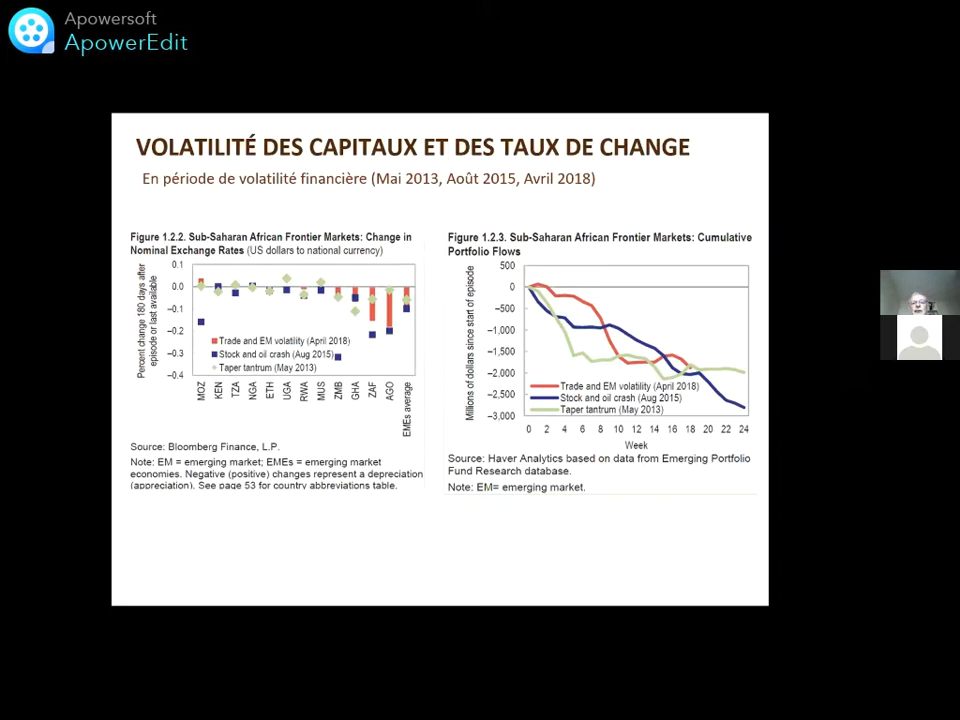 Apowersoft
ApowerEdit
VOLATILITÉ DES CAPITAUX ET DES TAUX DE CHANGE
En période de volatilité financière (Mai 2013, Août 2015, Avril 2018)
Figure 1.2.2. Sub-Saharan African Frontier Markets: Change in
Nominal Exchange Rates (US dollars to national currency)
Percent change 180 days after
episode or last available
0.1
0.0
–0.1
–0.2
–0.3
–0.4
Trade and EM volatility (April 2018)
Stock and oil crash (Aug 2015)
Taper tantrum (May 2013)
MOZ
KEN
TZA
NGA
ETH
UGA
RWA
MUS
ZMB
GHA
ZAF
AGO
EMEs average
Source: Bloomberg Finance, L.P.
Note: EM = emerging market; EMEs = emerging market
economies. Negative (positive) changes represent a depreciation
(appreciation). See page 53 for country abbreviations table.
Figure 1.2.3. Sub-Saharan African Frontier Markets: Cumulative
Portfolio Flows
Millions of dollars since start of episode
500
0
–500
–1,000
–1,500
–2,000
–2,500
–3,000
Trade and EM volatility (April 2018)
Stock and oil crash (Aug 2015)
Taper tantrum (May 2013)
0 2 4 6 8 10 12 14 16 18 20 22 24
Week
Source: Haver Analytics based on data from Emerging Portfolio
Fund Research database.
Note: EM= emerging market.